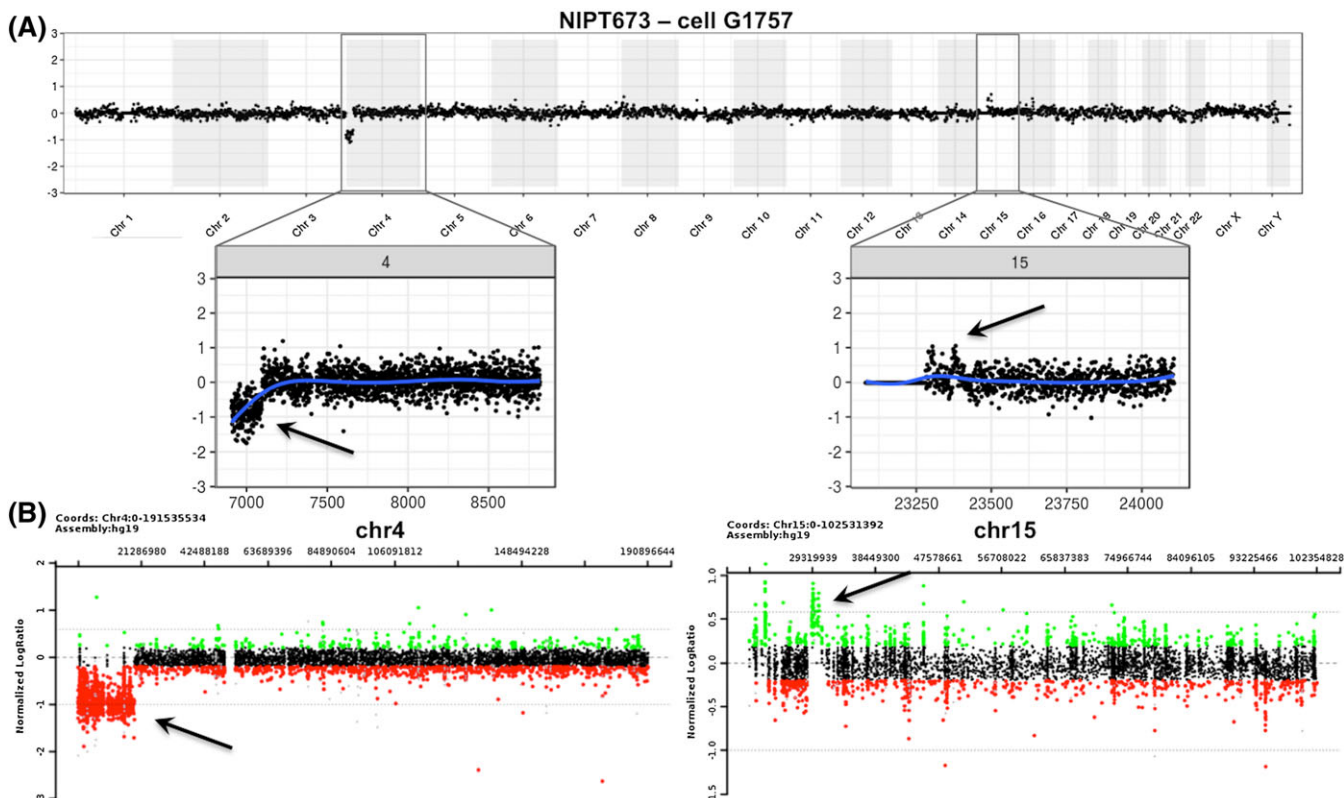 (A)
NIPT673 – cell G1757
3
2
1
0
-1
-2
-3
Chr 1
Chr 2
Chr 3
Chr 4
Chr 5
Chr 6
Chr 7
Chr 8
Chr 9
Chr 10
Chr 11
Chr 12
Chr 13
Chr 14
Chr 15
Chr 16
Chr 17
Chr 18
Chr 19
Chr 20
Chr 21
Chr 22
Chr X
Chr Y
4
3
2
1
0
-1
-2
-3
7000 7500 8000 8500
15
3
2
1
0
-1
-2
-3
23250 23500 23750 24000
(B)
Coords: Chr4:0-191535534
Assembly:hg19
chr4
21286980 42488188 63689396 84890604 106091812 148494228 190896644
Normalized LogRatio
2
1
0
-1
-2
Coords: Chr15:0-102531392
Assembly:hg19
chr15
29319939 38449300 47578661 56708022 65837383 74966744 84096105 93225466 102354828
Normalized LogRatio
1.0
0.5
0.0
-0.5
-1.0